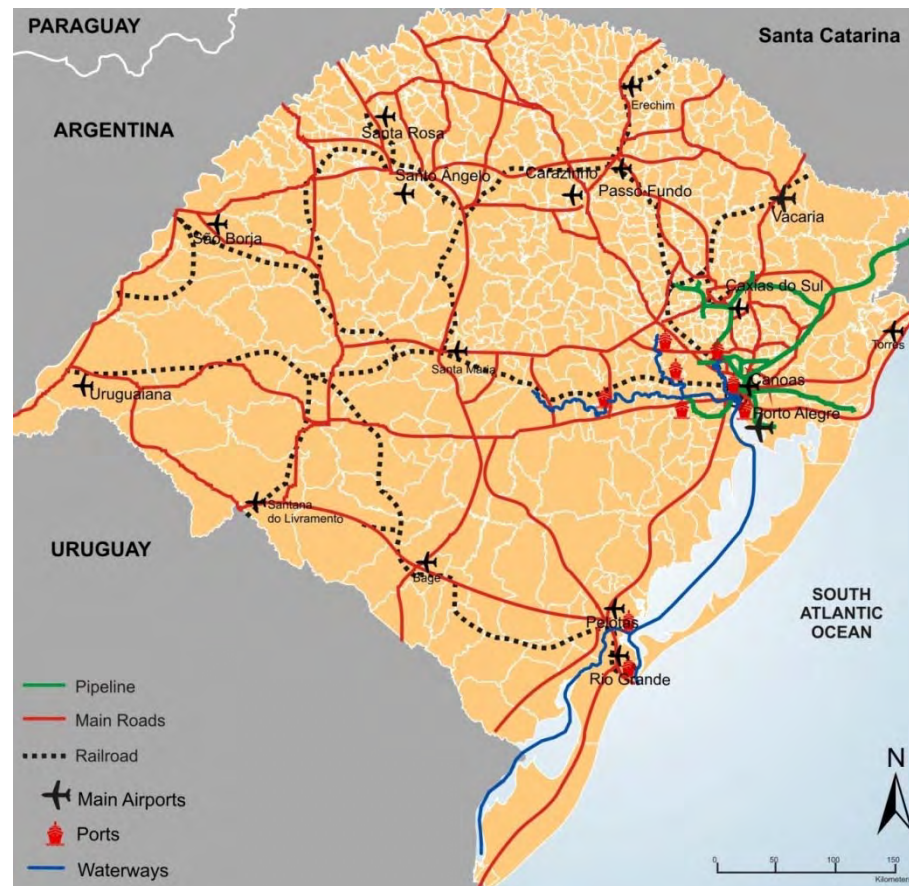 PARAGUAY
Santa Catarina
ARGENTINA
Erechim
Santa Rosa
Santo Ângelo
Carazinho
Passo Fundo
Vacaria
São Borja
Caxias do Sul
Torres
Santa Maria
Uruguaiana
Canoas
Porto Alegre
Santana
do Livramento
URUGUAY
Bagé
SOUTH
ATLANTIC
OCEAN
Pelotas
Rio Grande
Pipeline
Main Roads
Railroad
Main Airports
Ports
Waterways
N
0 50 100 150
Kilometers